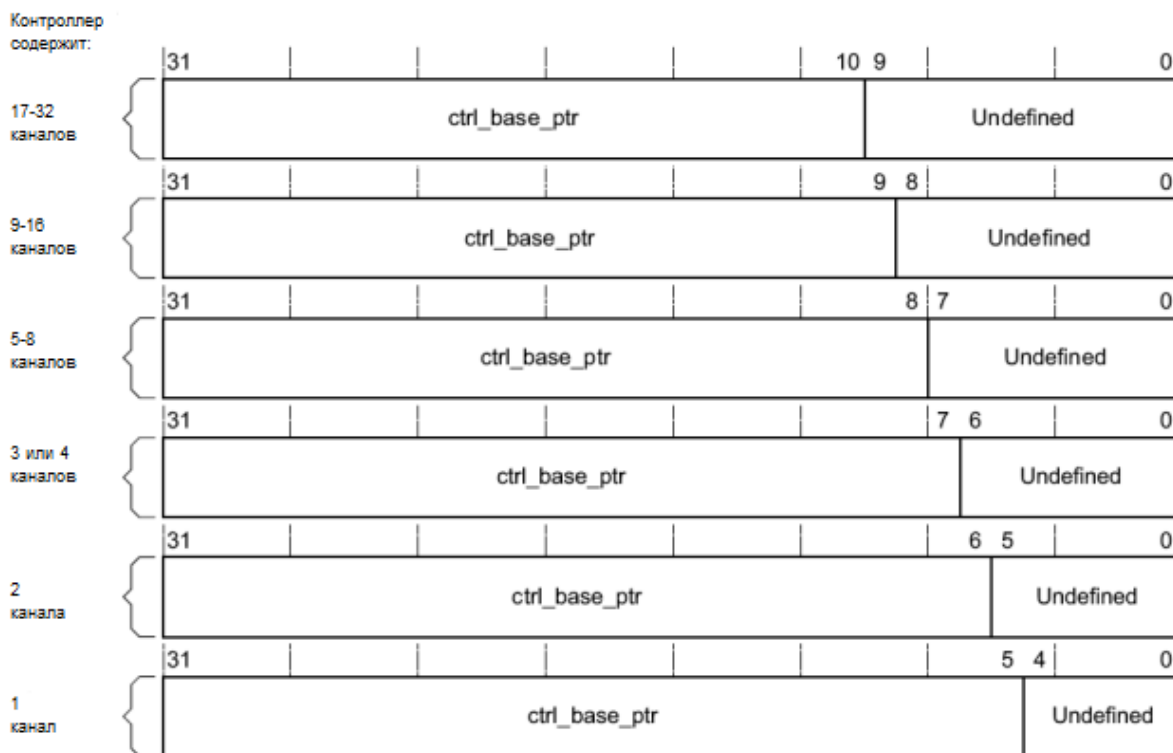 Контроллер
содержит:
31 10 9 0
17-32
каналов
ctrl_base_ptr Undefined
31 9 8 0
9-16
каналов
ctrl_base_ptr Undefined
31 8 7 0
5-8
каналов
ctrl_base_ptr Undefined
31 7 6 0
3 или 4
каналов
ctrl_base_ptr Undefined
31 6 5 0
2
канала
ctrl_base_ptr Undefined
31 5 4 0
1
канал
ctrl_base_ptr Undefined